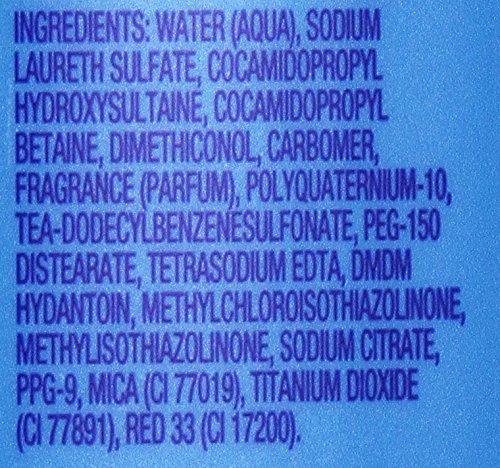 INGREDIENTS: WATER (AQUA), SODIUM
LAURETH SULFATE, COCAMIDOPROPYL
HYDROXYSULTAINE, COCAMIDOPROPYL
BETAINE, DIMETHICONOL, CARBOMER,
FRAGRANCE (PARFUM), POLYQUATERNIUM-10,
TEA-DODECYLBENZENESULFONATE, PEG-150
DISTEARATE, TETRASODIUM EDTA, DMDM
HYDANTOIN, METHYLCHLOROISOTHIAZOLINONE,
METHYLISOTHIAZOLINONE, SODIUM CITRATE,
PPG-9, MICA (CI 77019), TITANIUM DIOXIDE
(CI 77891), RED 33 (CI 17200).